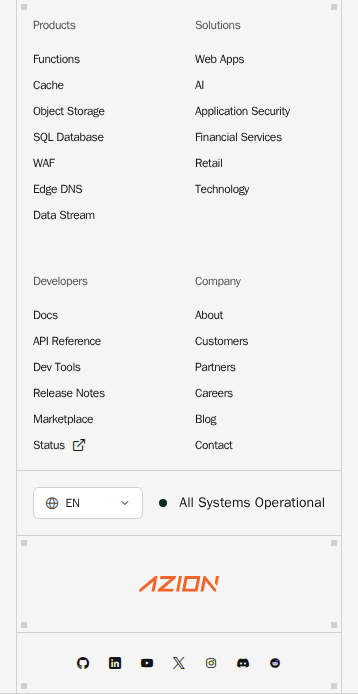 Products
Functions
Cache
Object Storage
SQL Database
WAF
Edge DNS
Data Stream
Solutions
Web Apps
AI
Application Security
Financial Services
Retail
Technology
Developers
Docs
API Reference
Dev Tools
Release Notes
Marketplace
Status
Company
About
Customers
Partners
Careers
Blog
Contact
EN
All Systems Operational
AZION